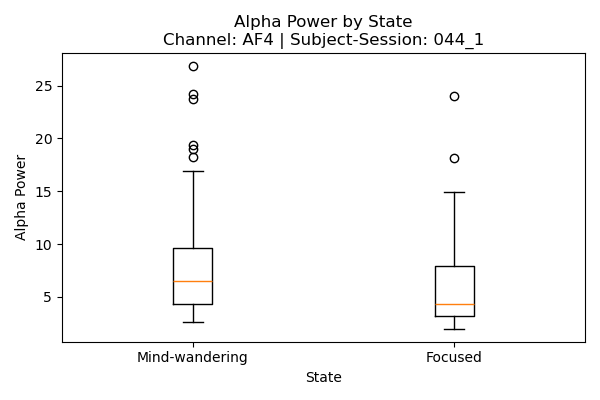 Alpha Power by State
Channel: AF4 | Subject-Session: 044_1
25
20
15
10
5
Alpha Power
Mind-wandering
Focused
State